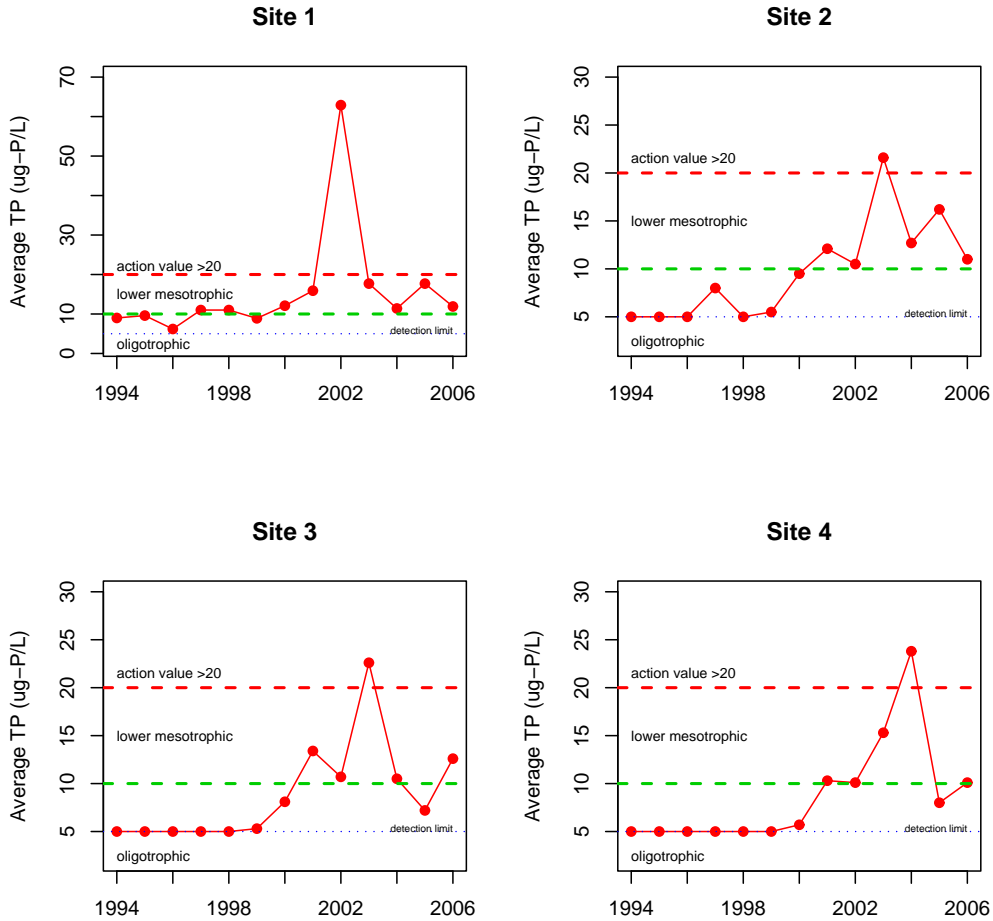 Site 1
Average TP (ug−P/L)
70
50
30
10
0
action value >20
lower mesotrophic
detection limit
oligotrophic
1994 1998 2002 2006
Site 2
Average TP (ug−P/L)
30
25
20
15
10
5
action value >20
lower mesotrophic
detection limit
oligotrophic
1994 1998 2002 2006
Site 3
Average TP (ug−P/L)
30
25
20
15
10
5
action value >20
lower mesotrophic
detection limit
oligotrophic
1994 1998 2002 2006
Site 4
Average TP (ug−P/L)
30
25
20
15
10
5
action value >20
lower mesotrophic
detection limit
oligotrophic
1994 1998 2002 2006